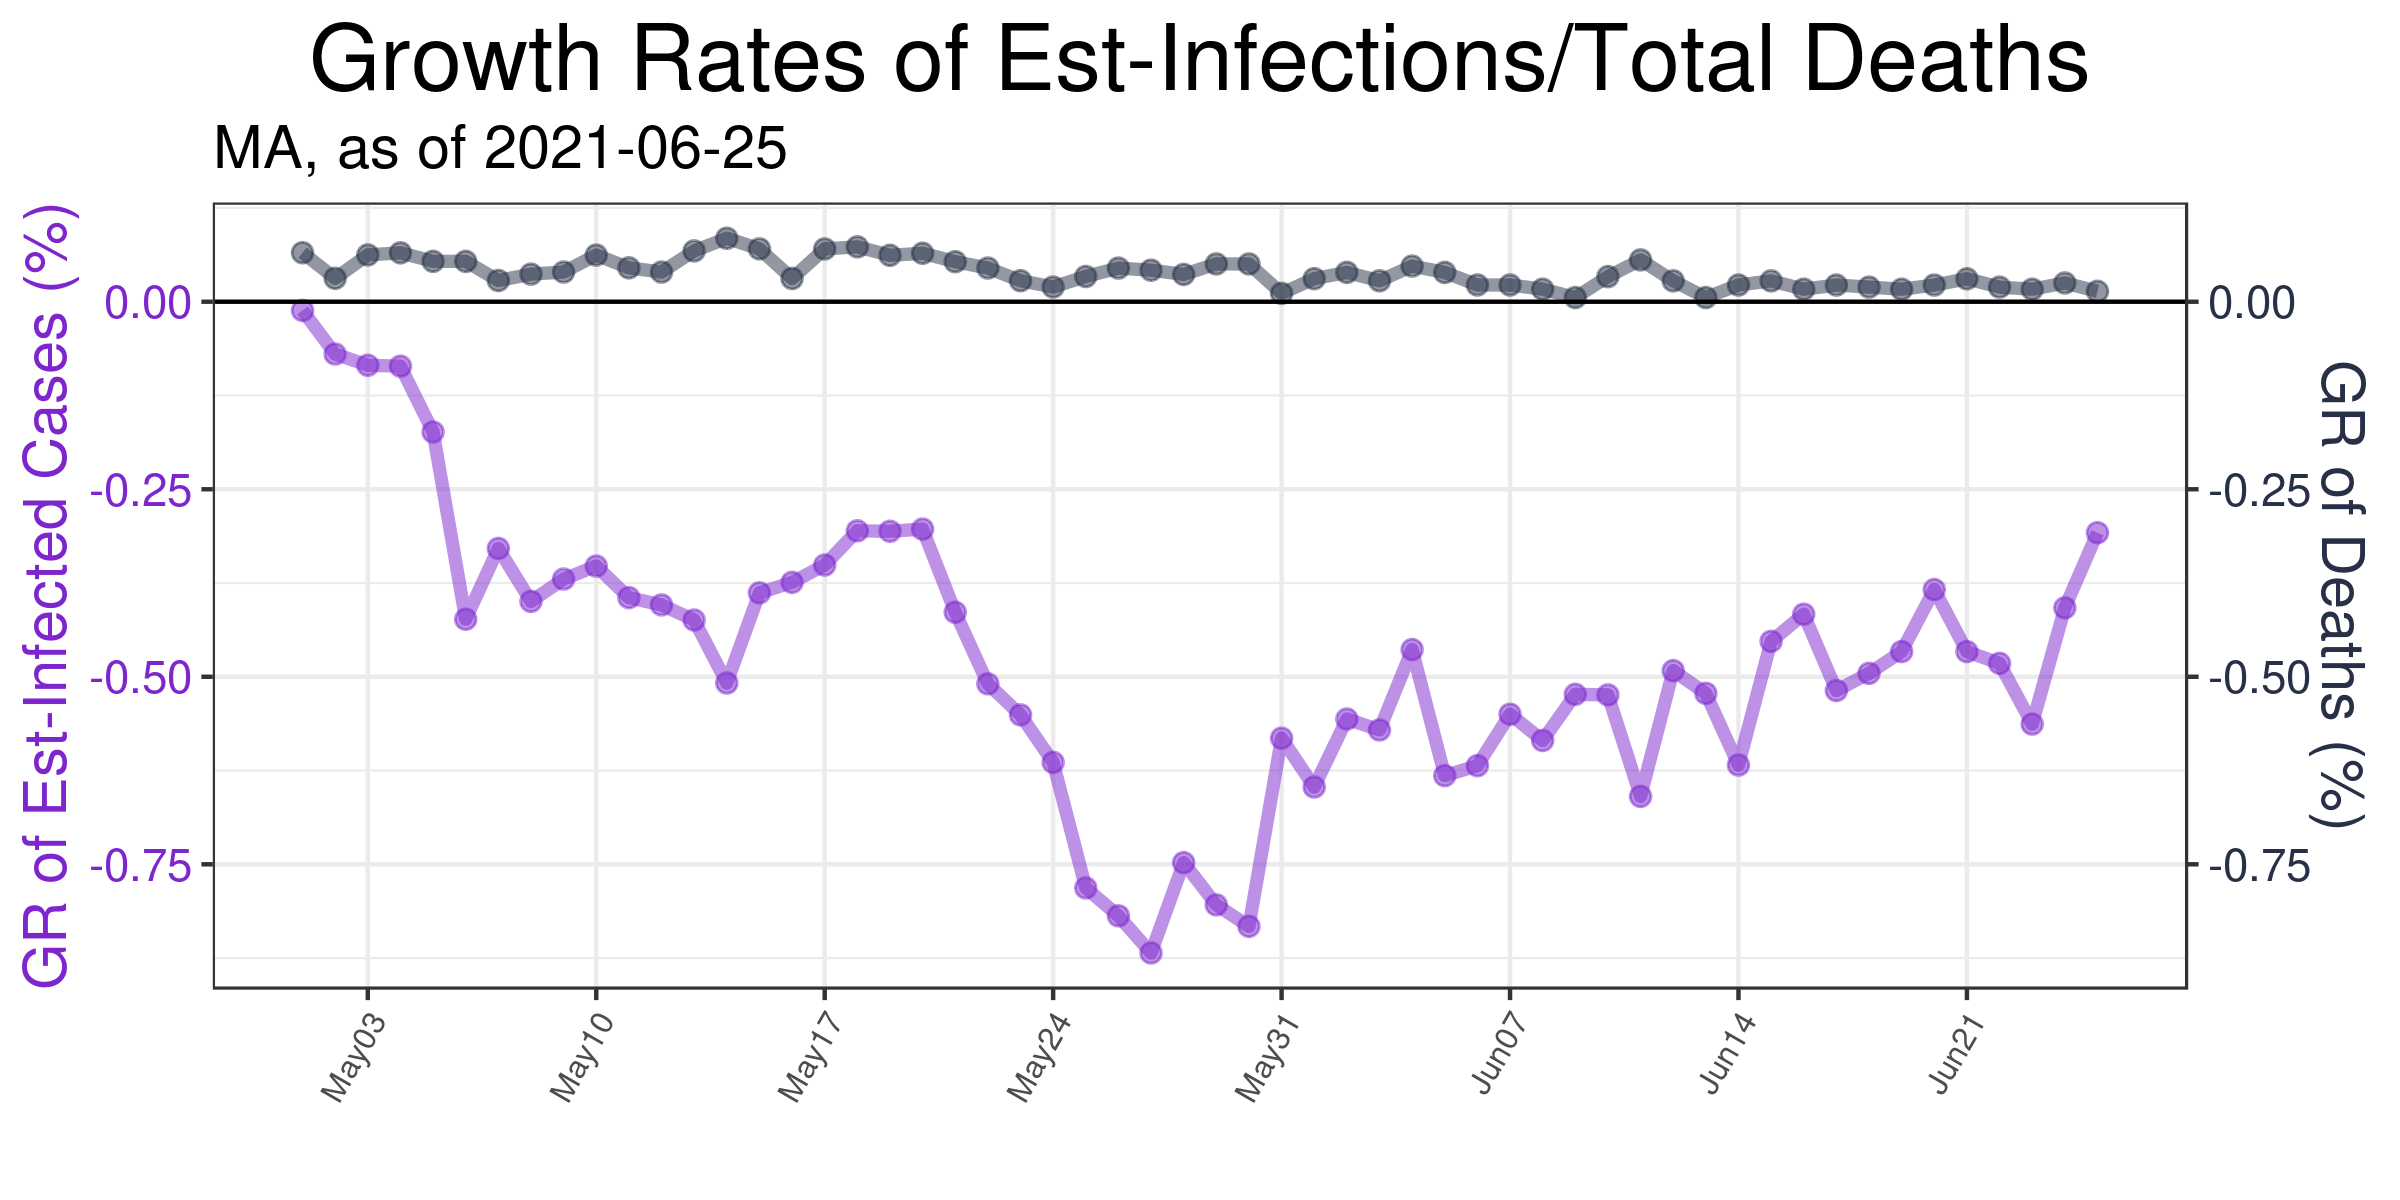 Growth Rates of Est-Infections/Total Deaths
MA, as of 2021-06-25
GR of Est-Infected Cases (%)
0.00
-0.25
-0.50
-0.75
0.00
-0.25
-0.50
-0.75
GR of Deaths (%)
May03
May10
May17
May24
May31
Jun07
Jun14
Jun21